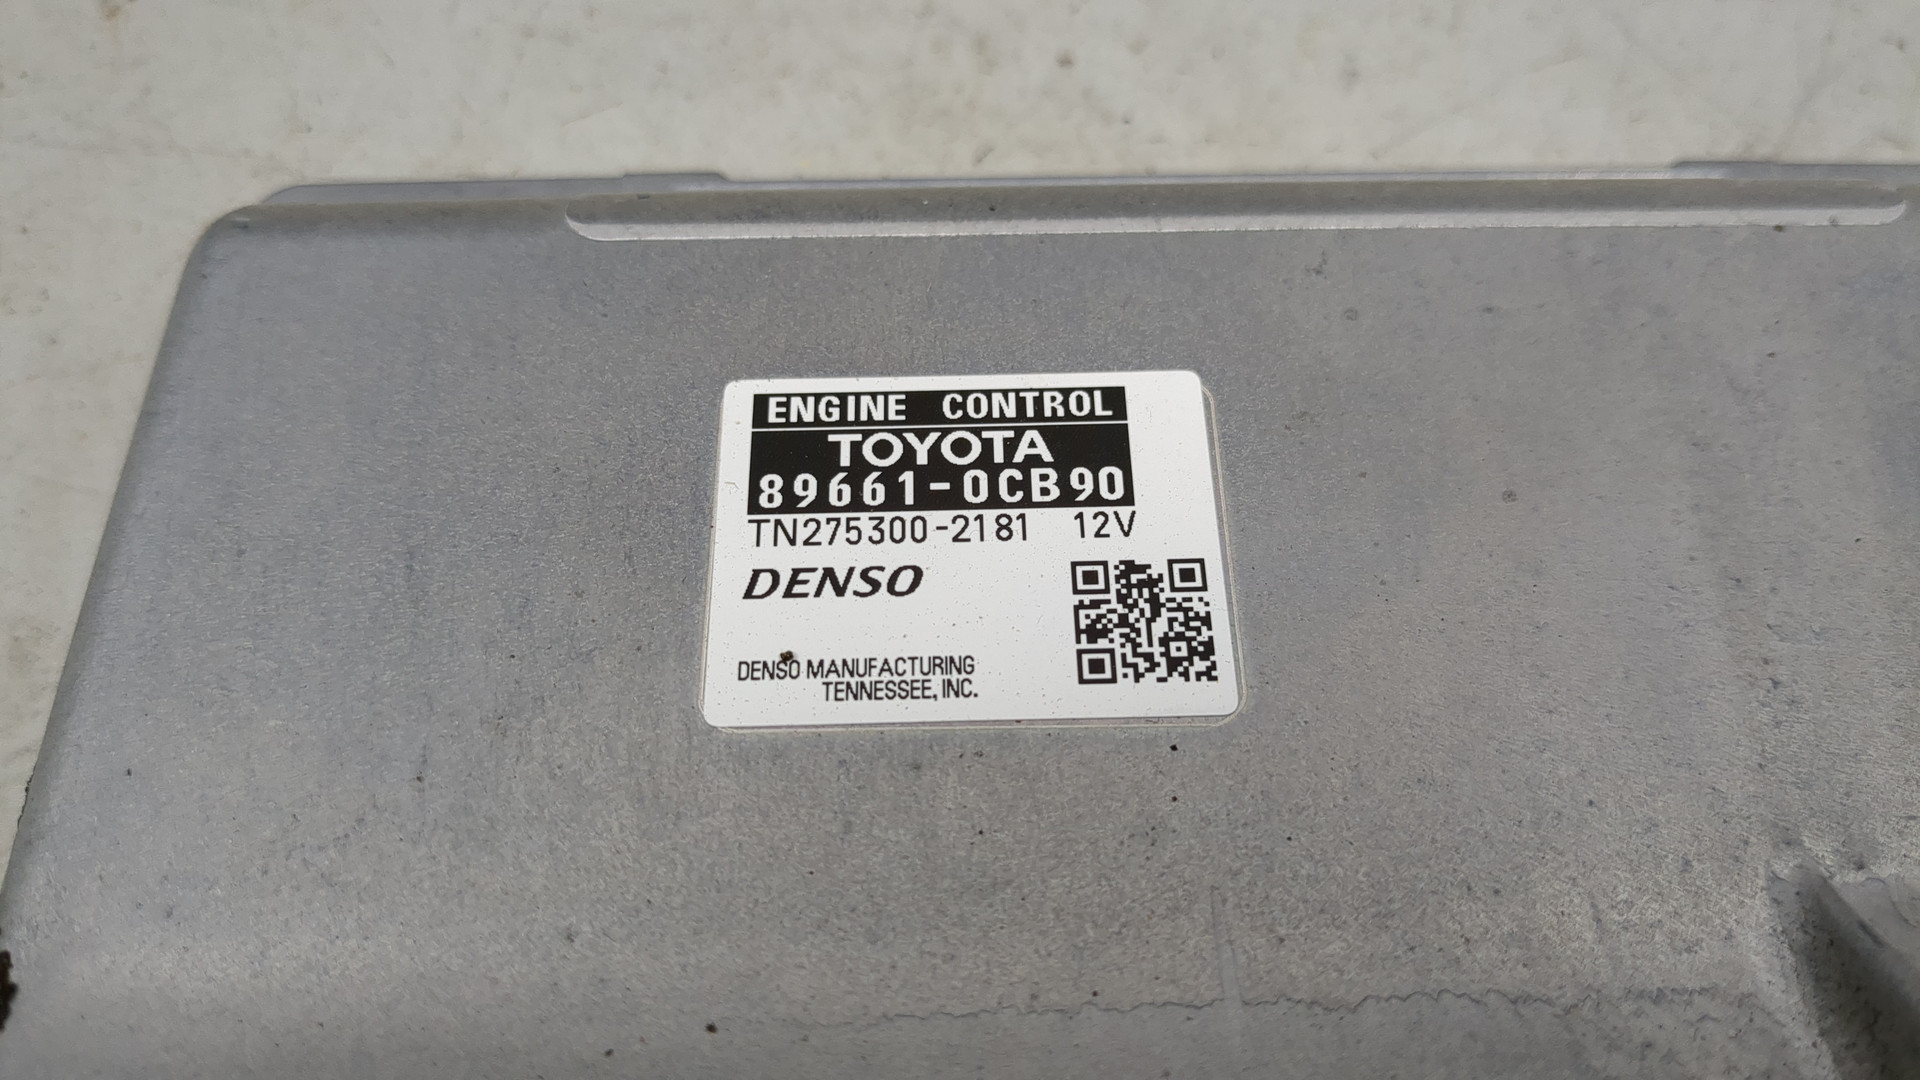 ENGINE CONTROL
TOYOTA
89661-0CB90
TN275300-2181 12V
DENSO
DENSO MANUFACTURING
TENNESSEE, INC.